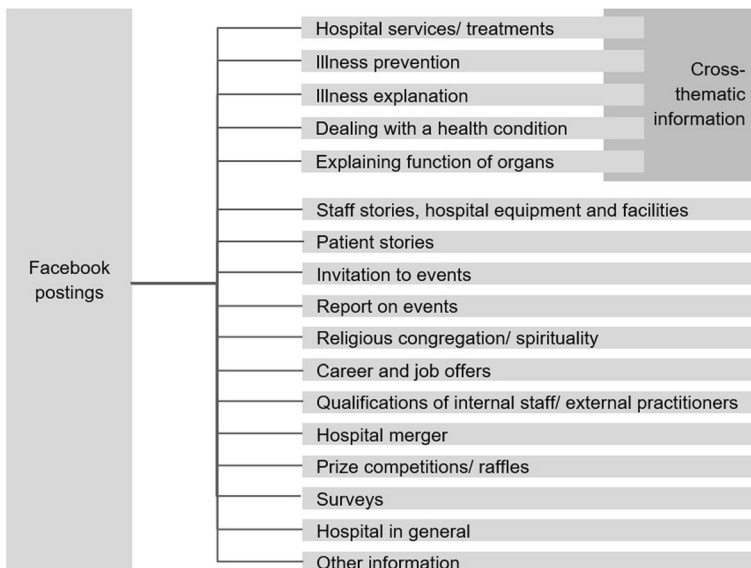 Facebook
postings
Hospital services/ treatments
Illness prevention
Illness explanation
Dealing with a health condition
Explaining function of organs
Cross-
thematic
information
Staff stories, hospital equipment and facilities
Patient stories
Invitation to events
Report on events
Religious congregation/ spirituality
Career and job offers
Qualifications of internal staff/ external practitioners
Hospital merger
Prize competitions/ raffles
Surveys
Hospital in general
Other information